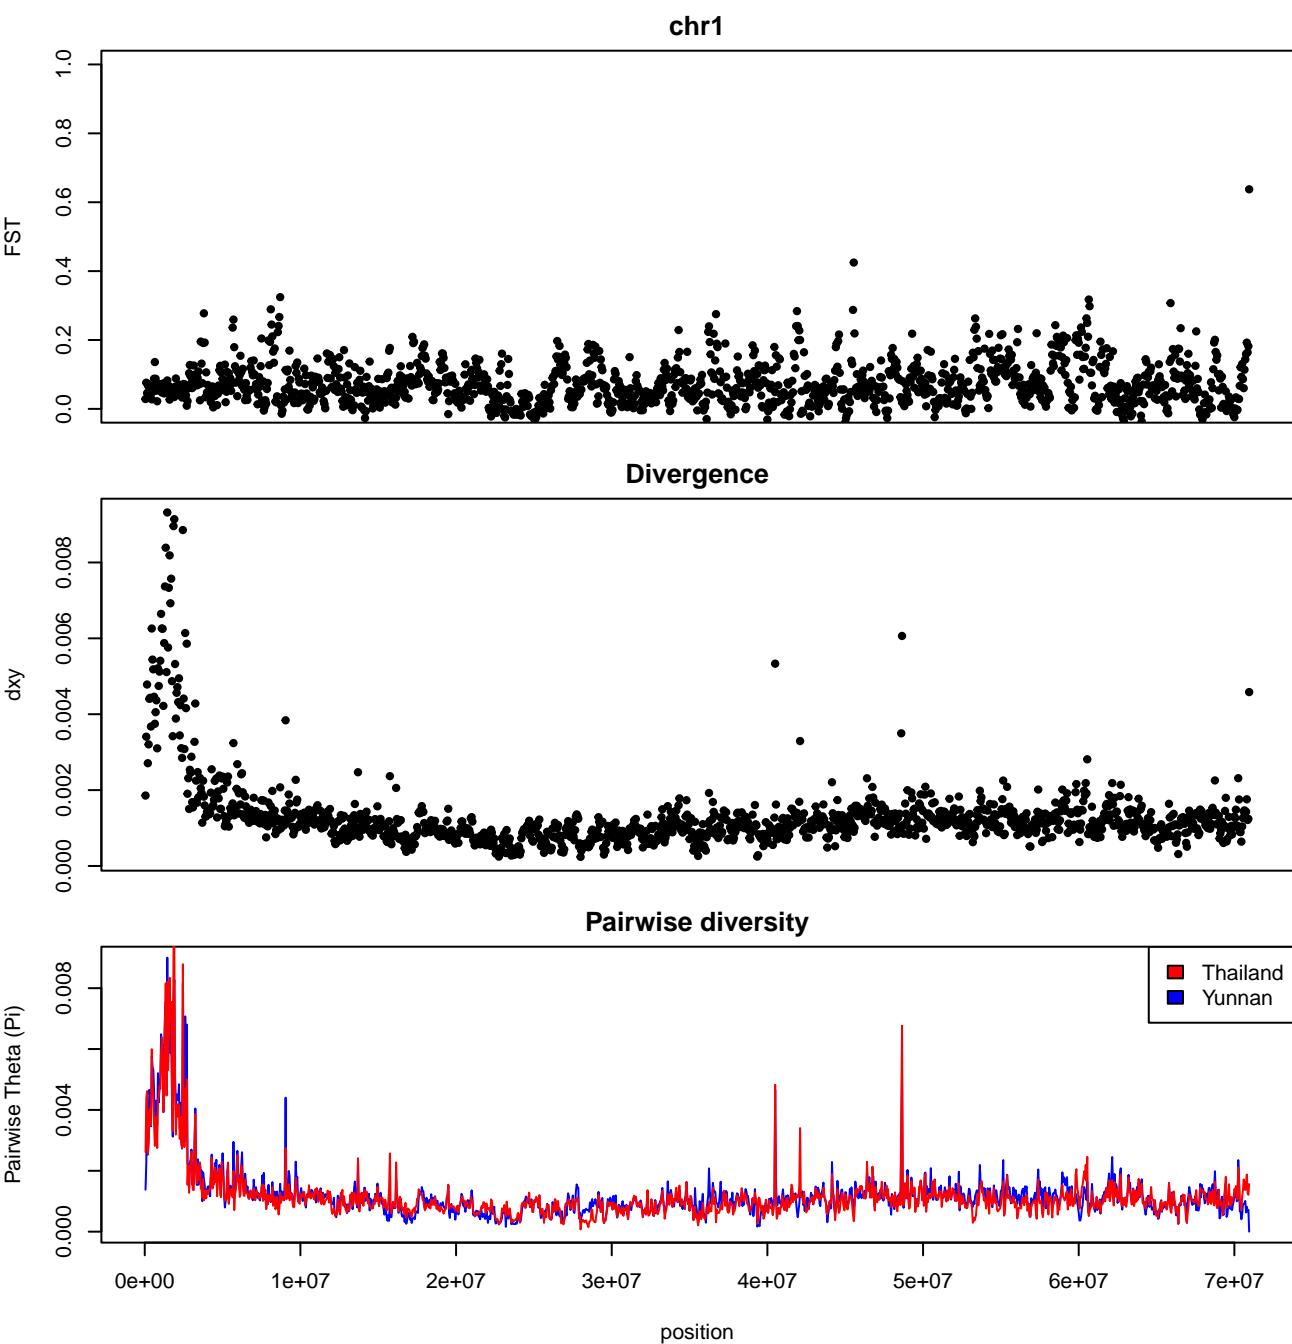 chr1
FST
1.0
0.8
0.6
0.4
0.2
0.0
Divergence
dxy
0.008
0.006
0.004
0.002
0.000
Pairwise diversity
Pairwise Theta (Pi)
0.008
0.004
0.000
Thailand
Yunnan
0e+00 1e+07 2e+07 3e+07 4e+07 5e+07 6e+07 7e+07
position